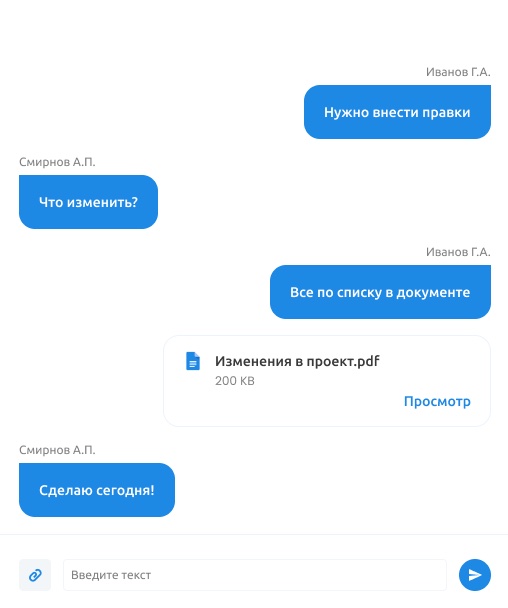 Иванов Г.А.
Нужно внести правки
Смирнов А.П.
Что изменить?
Иванов Г.А.
Все по списку в документе
Изменения в проект.pdf
200 KB
Просмотр
Смирнов А.П.
Сделаю сегодня!
Введите текст